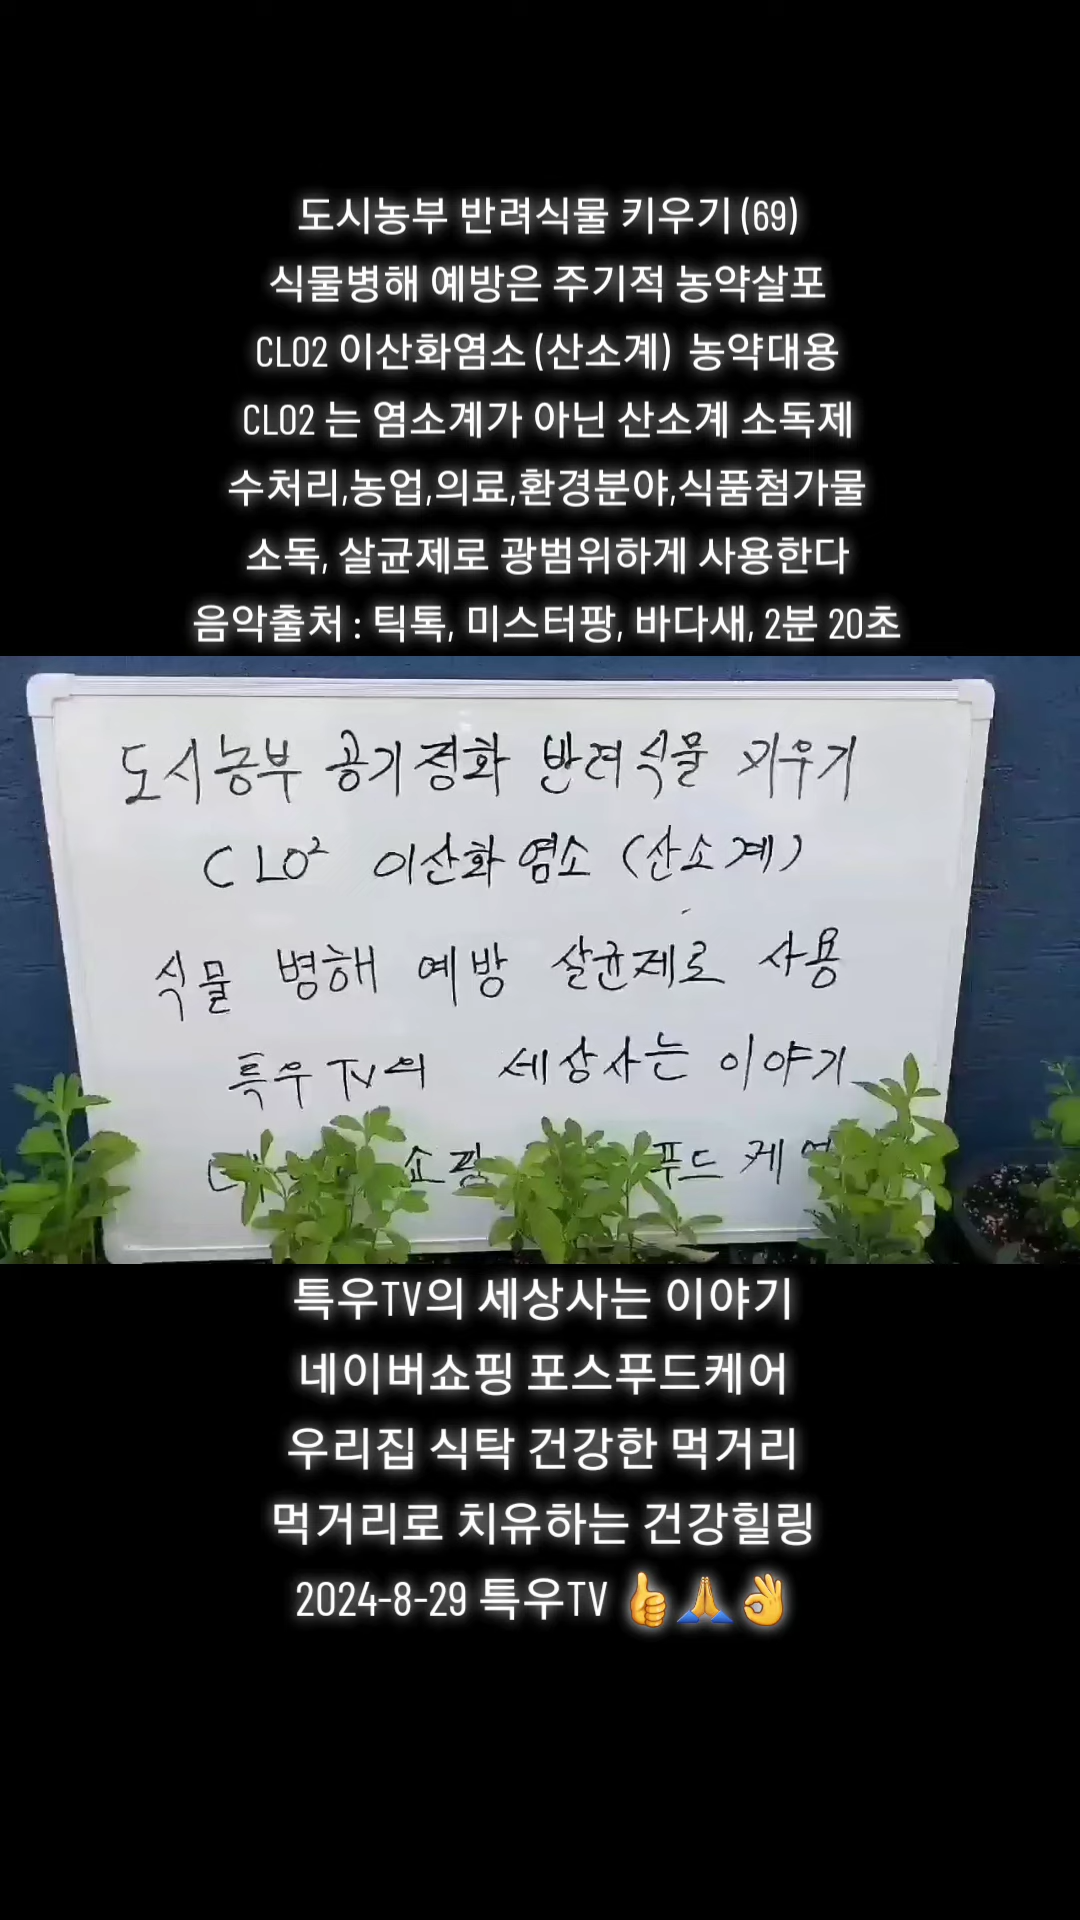 도시농부 반려식물 키우기 (69)
식물병해 예방은 주기적 농약살포
CLO2 이산화염소 (산소계) 농약대용
CLO2 는 염소계가 아닌 산소계 소독제
수처리,농업,의료,환경분야,식품첨가물
소독, 살균제로 광범위하게 사용한다
음악출처 : 틱톡, 미스터팡, 바다새, 2분 20초
도시농부 공기정화 반려식물 키우기
CLO² 이산화염소 (산소계)
식물 병해 예방 살균제로 사용
특우TV의 세상사는 이야기
쇼핑 푸드케어
특우TV의 세상사는 이야기
네이버쇼핑 포스푸드케어
우리집 식탁 건강한 먹거리
먹거리로 치유하는 건강힐링
2024-8-29 특우TV 👍🙏👌